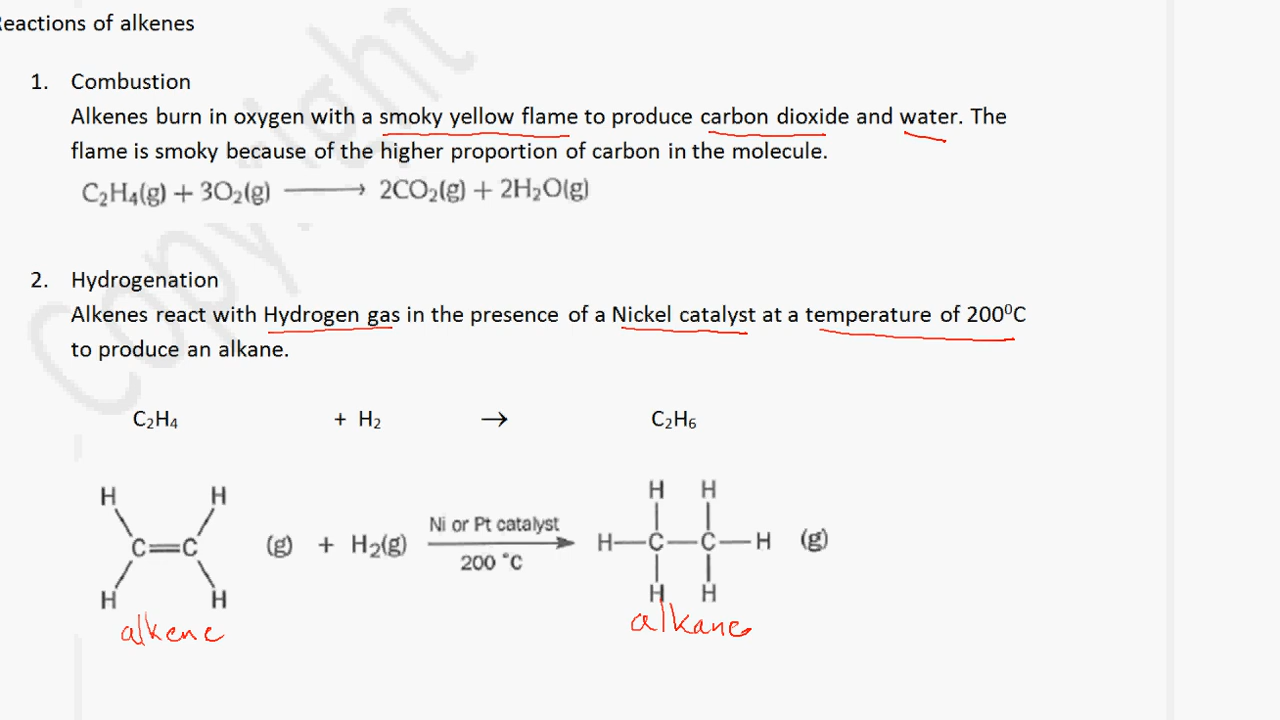 eactions of alkenes
1. Combustion
Alkenes burn in oxygen with a smoky yellow flame to produce carbon dioxide and water. The
flame is smoky because of the higher proportion of carbon in the molecule.
C₂H₄(g) + 3O₂(g) ⟶ 2CO₂(g) + 2H₂O(g)
2. Hydrogenation
Alkenes react with Hydrogen gas in the presence of a Nickel catalyst at a temperature of 200⁰C
to produce an alkane.
C₂H₄ + H₂ → C₂H₆
H H H H
Ni or Pt catalyst
C=C (g) + H₂(g) ⟶ H—C—C—H (g)
200 °C
H H H H
alkene alkane
Copyright